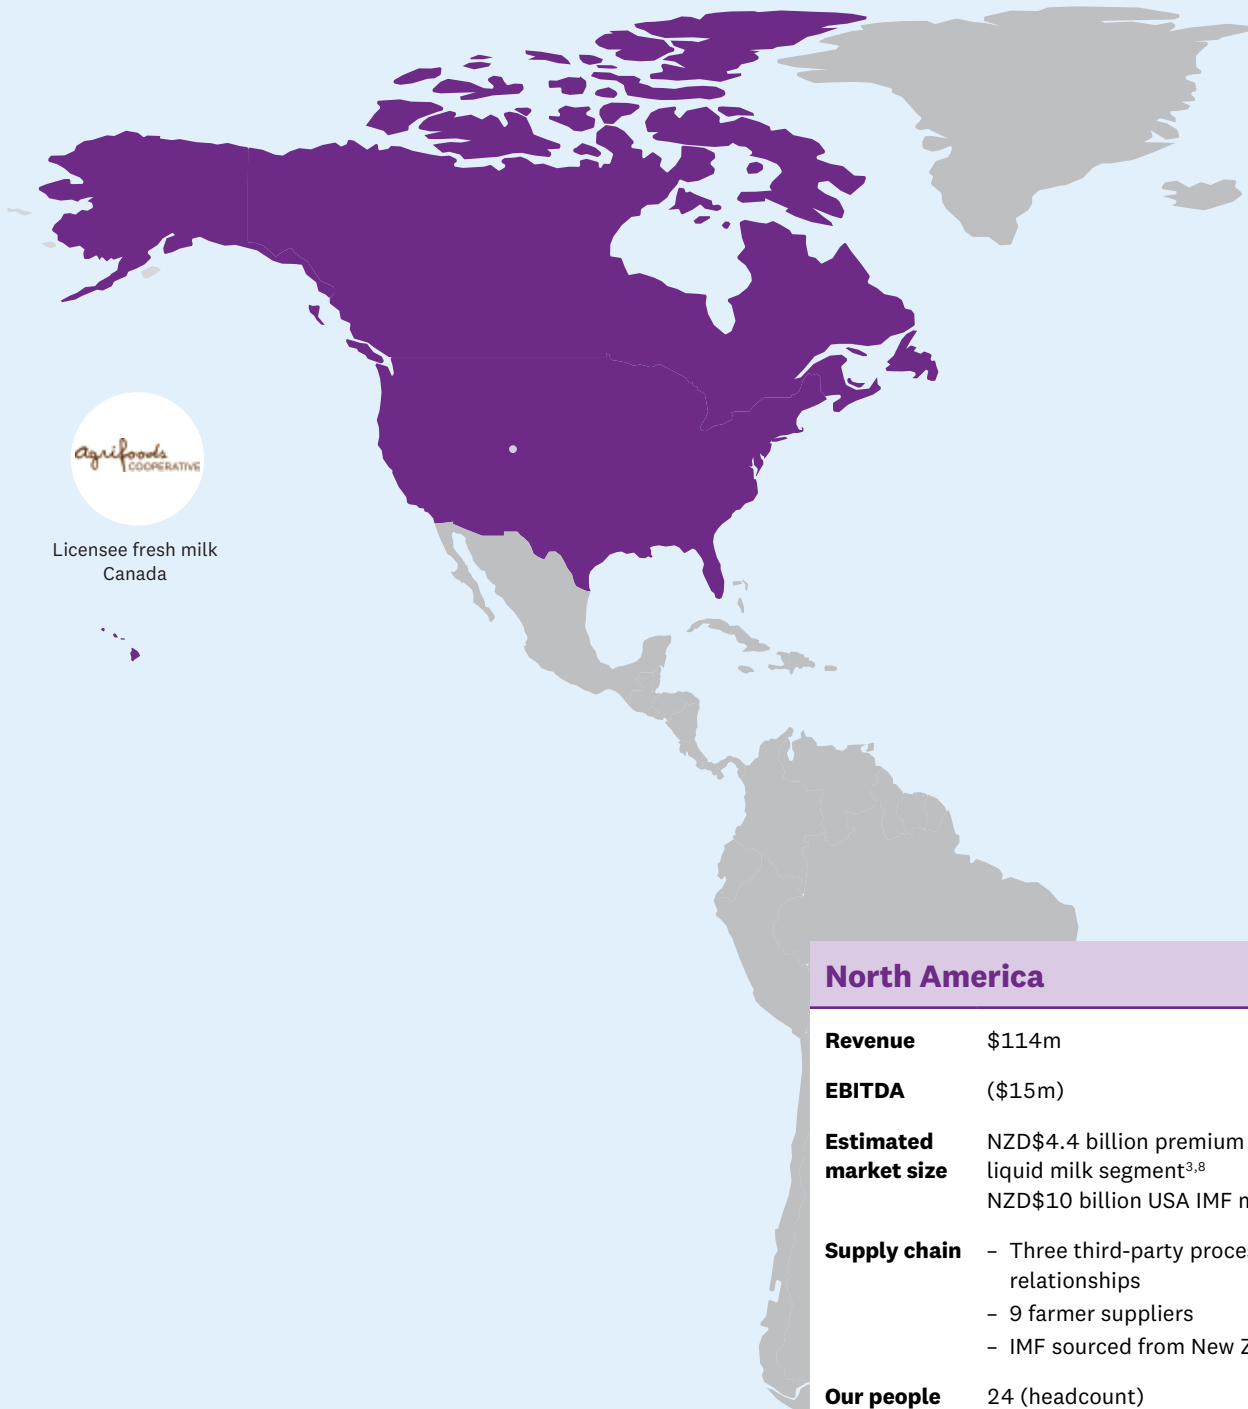 agrifoods
COOPERATIVE
Licensee fresh milk
Canada
North America
Revenue $114m
EBITDA ($15m)
Estimated NZD$4.4 billion premium
market size liquid milk segment3,8
NZD$10 billion USA IMF
Supply chain – Three third-party
relationships
– 9 farmer suppliers
– IMF sourced from New
Our people 24 (headcount)